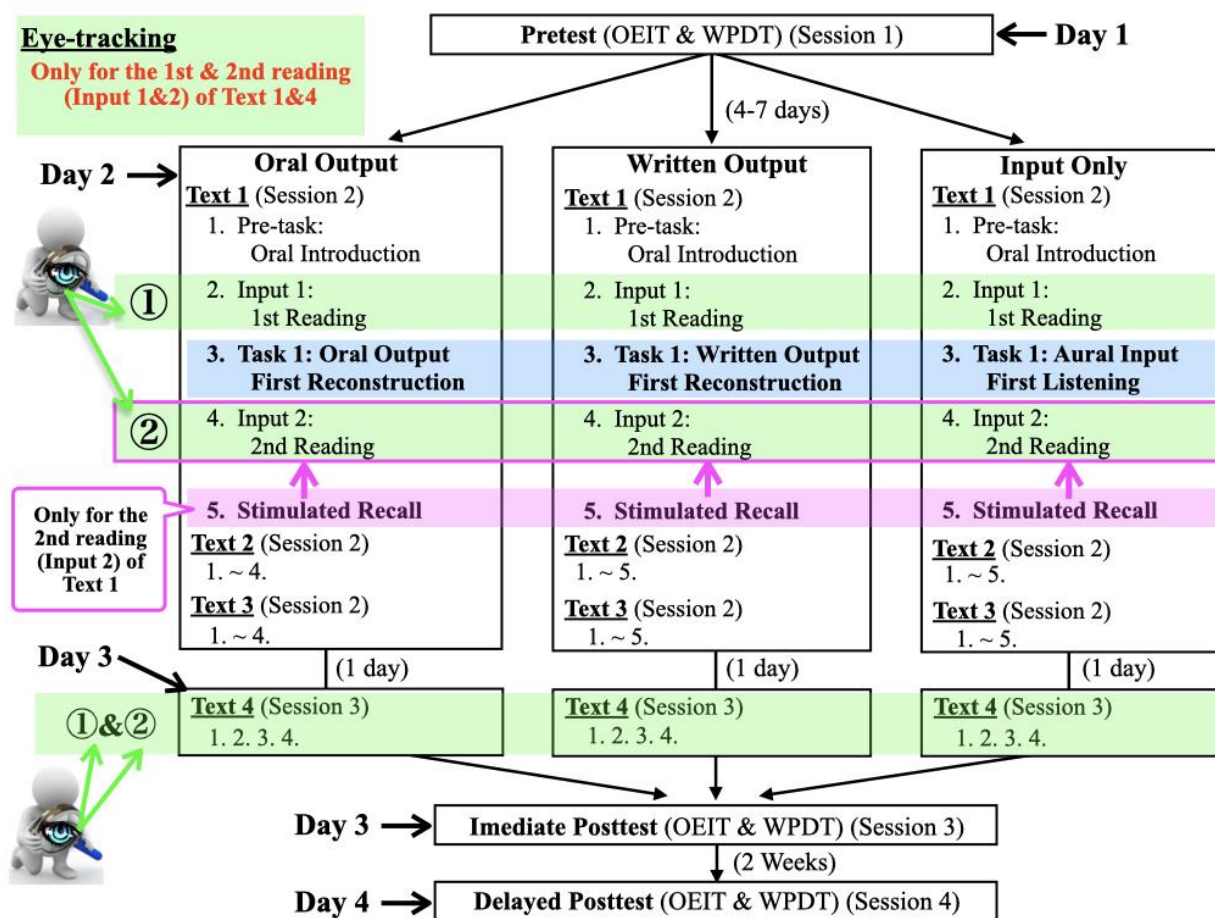 Eye-tracking
Only for the 1st & 2nd reading
(Input 1&2) of Text 1&4
Pretest (OEIT & WPDT) (Session 1)
Day 1
(4-7 days)
Day 2
Oral Output
Text 1 (Session 2)
1. Pre-task:
Oral Introduction
2. Input 1:
1st Reading
3. Task 1: Oral Output
First Reconstruction
4. Input 2:
2nd Reading
5. Stimulated Recall
Text 2 (Session 2)
1. ~ 4.
Text 3 (Session 2)
1. ~ 4.
Written Output
Text 1 (Session 2)
1. Pre-task:
Oral Introduction
2. Input 1:
1st Reading
3. Task 1: Written Output
First Reconstruction
4. Input 2:
2nd Reading
5. Stimulated Recall
Text 2 (Session 2)
1. ~ 5.
Text 3 (Session 2)
1. ~ 5.
Input Only
Text 1 (Session 2)
1. Pre-task:
Oral Introduction
2. Input 1:
1st Reading
3. Task 1: Aural Input
First Listening
4. Input 2:
2nd Reading
5. Stimulated Recall
Text 2 (Session 2)
1. ~ 5.
Text 3 (Session 2)
1. ~ 5.
①
②
Only for the
2nd reading
(Input 2) of
Text 1
Day 3
(1 day)
(1 day)
(1 day)
①&②
Text 4 (Session 3)
1. 2. 3. 4.
Text 4 (Session 3)
1. 2. 3. 4.
Text 4 (Session 3)
1. 2. 3. 4.
Day 3
Imediate Posttest (OEIT & WPDT) (Session 3)
(2 Weeks)
Day 4
Delayed Posttest (OEIT & WPDT) (Session 4)